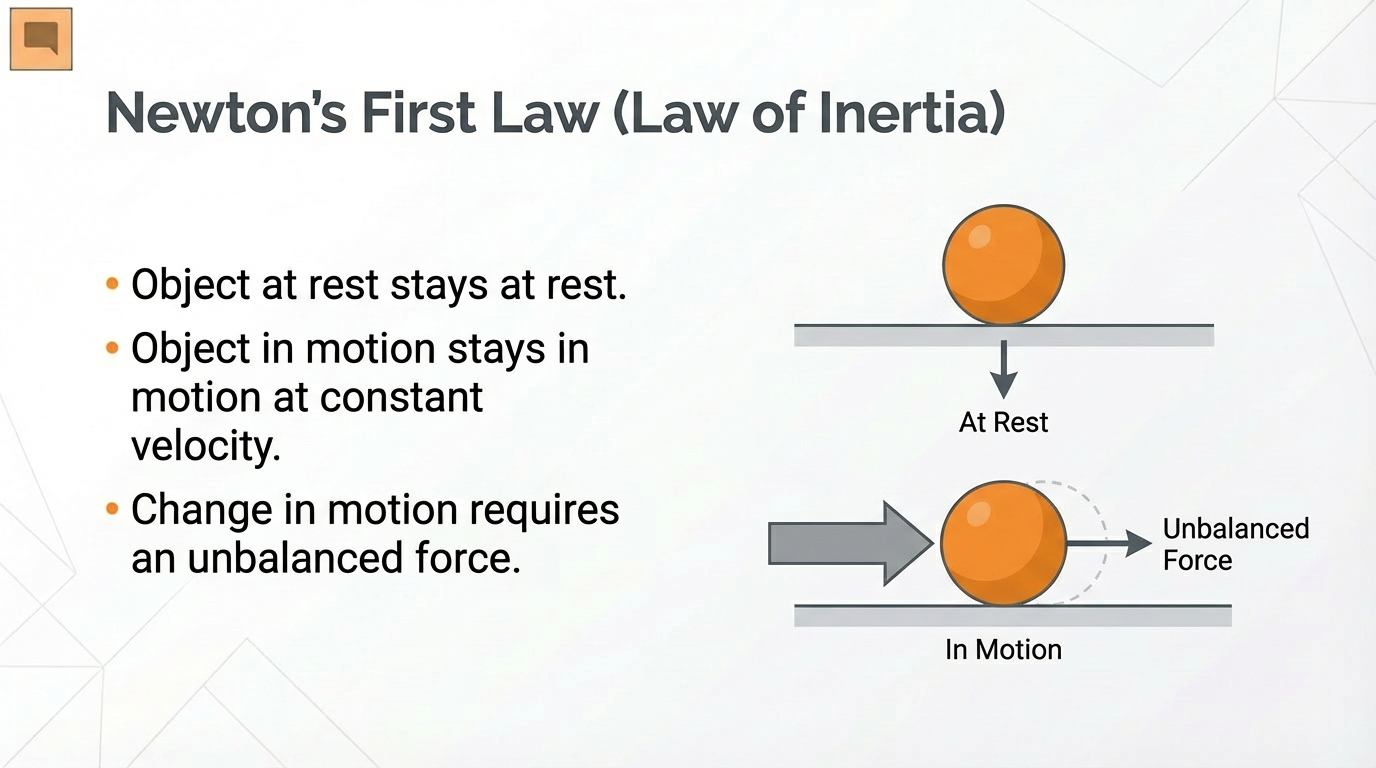 Newton’s First Law (Law of Inertia)
• Object at rest stays at rest.
• Object in motion stays in
motion at constant
velocity.
• Change in motion requires
an unbalanced force.
At Rest
Unbalanced
Force
In Motion